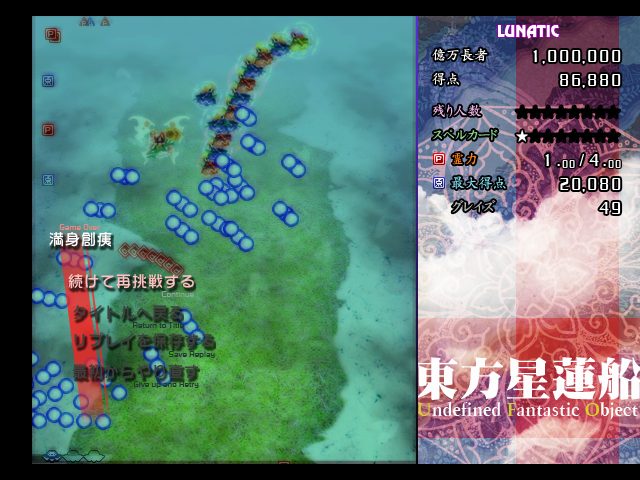 LUNATIC
億万長者 1,000,000
得点 86,880
残り人数
スペルカード
P 霊力 1.00/4.00
最大得点 20,080
グレイズ 49
Game Over
満身創痍
続けて再挑戦する
Continue
タイトルへ戻る
Return to Title
リプレイを保存する
Save Replay
最初からやり直す
Give up and Retry
東方星蓮船
Undefined Fantastic Object